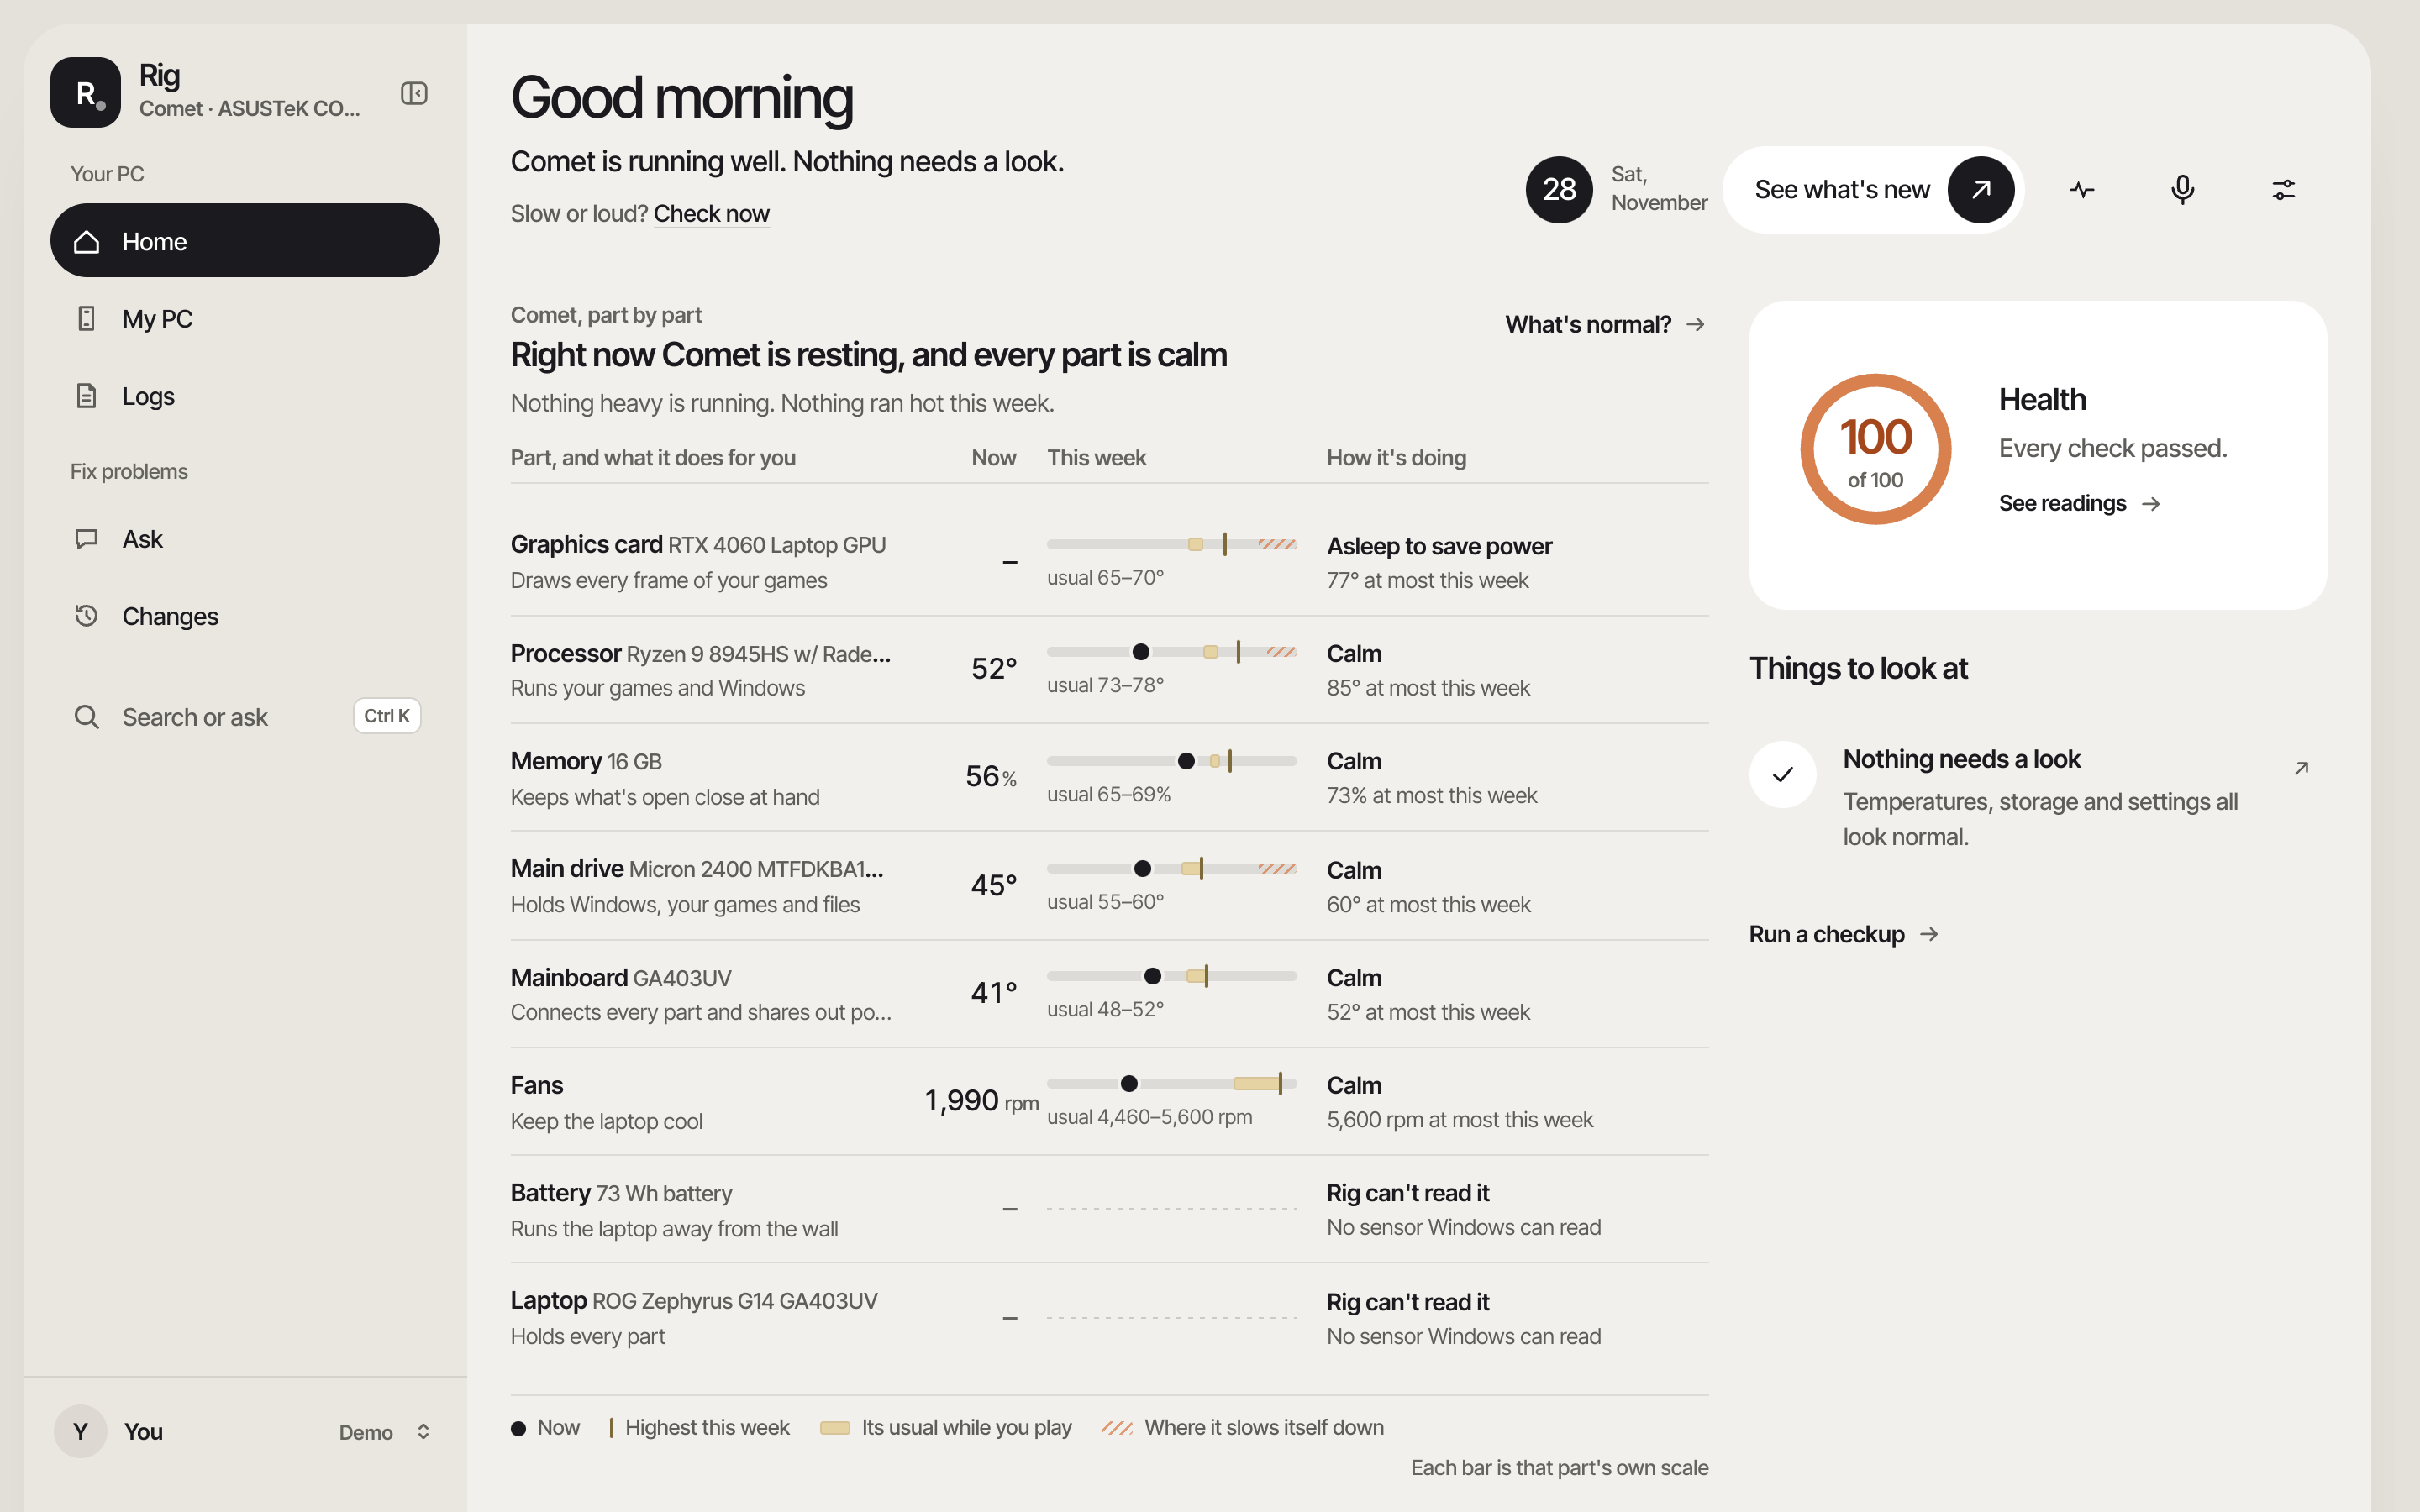 R.
Rig
Comet · ASUSTeK CO...
Your PC
Home
My PC
Logs
Fix problems
Ask
Changes
Search or ask
Ctrl K
Y
You
Demo
Good morning
Comet is running well. Nothing needs a look.
Slow or loud? Check now
28
Sat,
November
See what's new
Comet, part by part
Right now Comet is resting, and every part is calm
Nothing heavy is running. Nothing ran hot this week.
What's normal?
Part, and what it does for you
Now
This week
How it's doing
Graphics card RTX 4060 Laptop GPU
Draws every frame of your games
–
usual 65–70°
Asleep to save power
77° at most this week
Processor Ryzen 9 8945HS w/ Rade...
Runs your games and Windows
52°
usual 73–78°
Calm
85° at most this week
Memory 16 GB
Keeps what's open close at hand
56%
usual 65–69%
Calm
73% at most this week
Main drive Micron 2400 MTFDKBA1...
Holds Windows, your games and files
45°
usual 55–60°
Calm
60° at most this week
Mainboard GA403UV
Connects every part and shares out po...
41°
usual 48–52°
Calm
52° at most this week
Fans
Keep the laptop cool
1,990 rpm
usual 4,460–5,600 rpm
Calm
5,600 rpm at most this week
Battery 73 Wh battery
Runs the laptop away from the wall
–
Rig can't read it
No sensor Windows can read
Laptop ROG Zephyrus G14 GA403UV
Holds every part
–
Rig can't read it
No sensor Windows can read
Now
Highest this week
Its usual while you play
Where it slows itself down
Each bar is that part's own scale
100
of 100
Health
Every check passed.
See readings
Things to look at
Nothing needs a look
Temperatures, storage and settings all
look normal.
Run a checkup